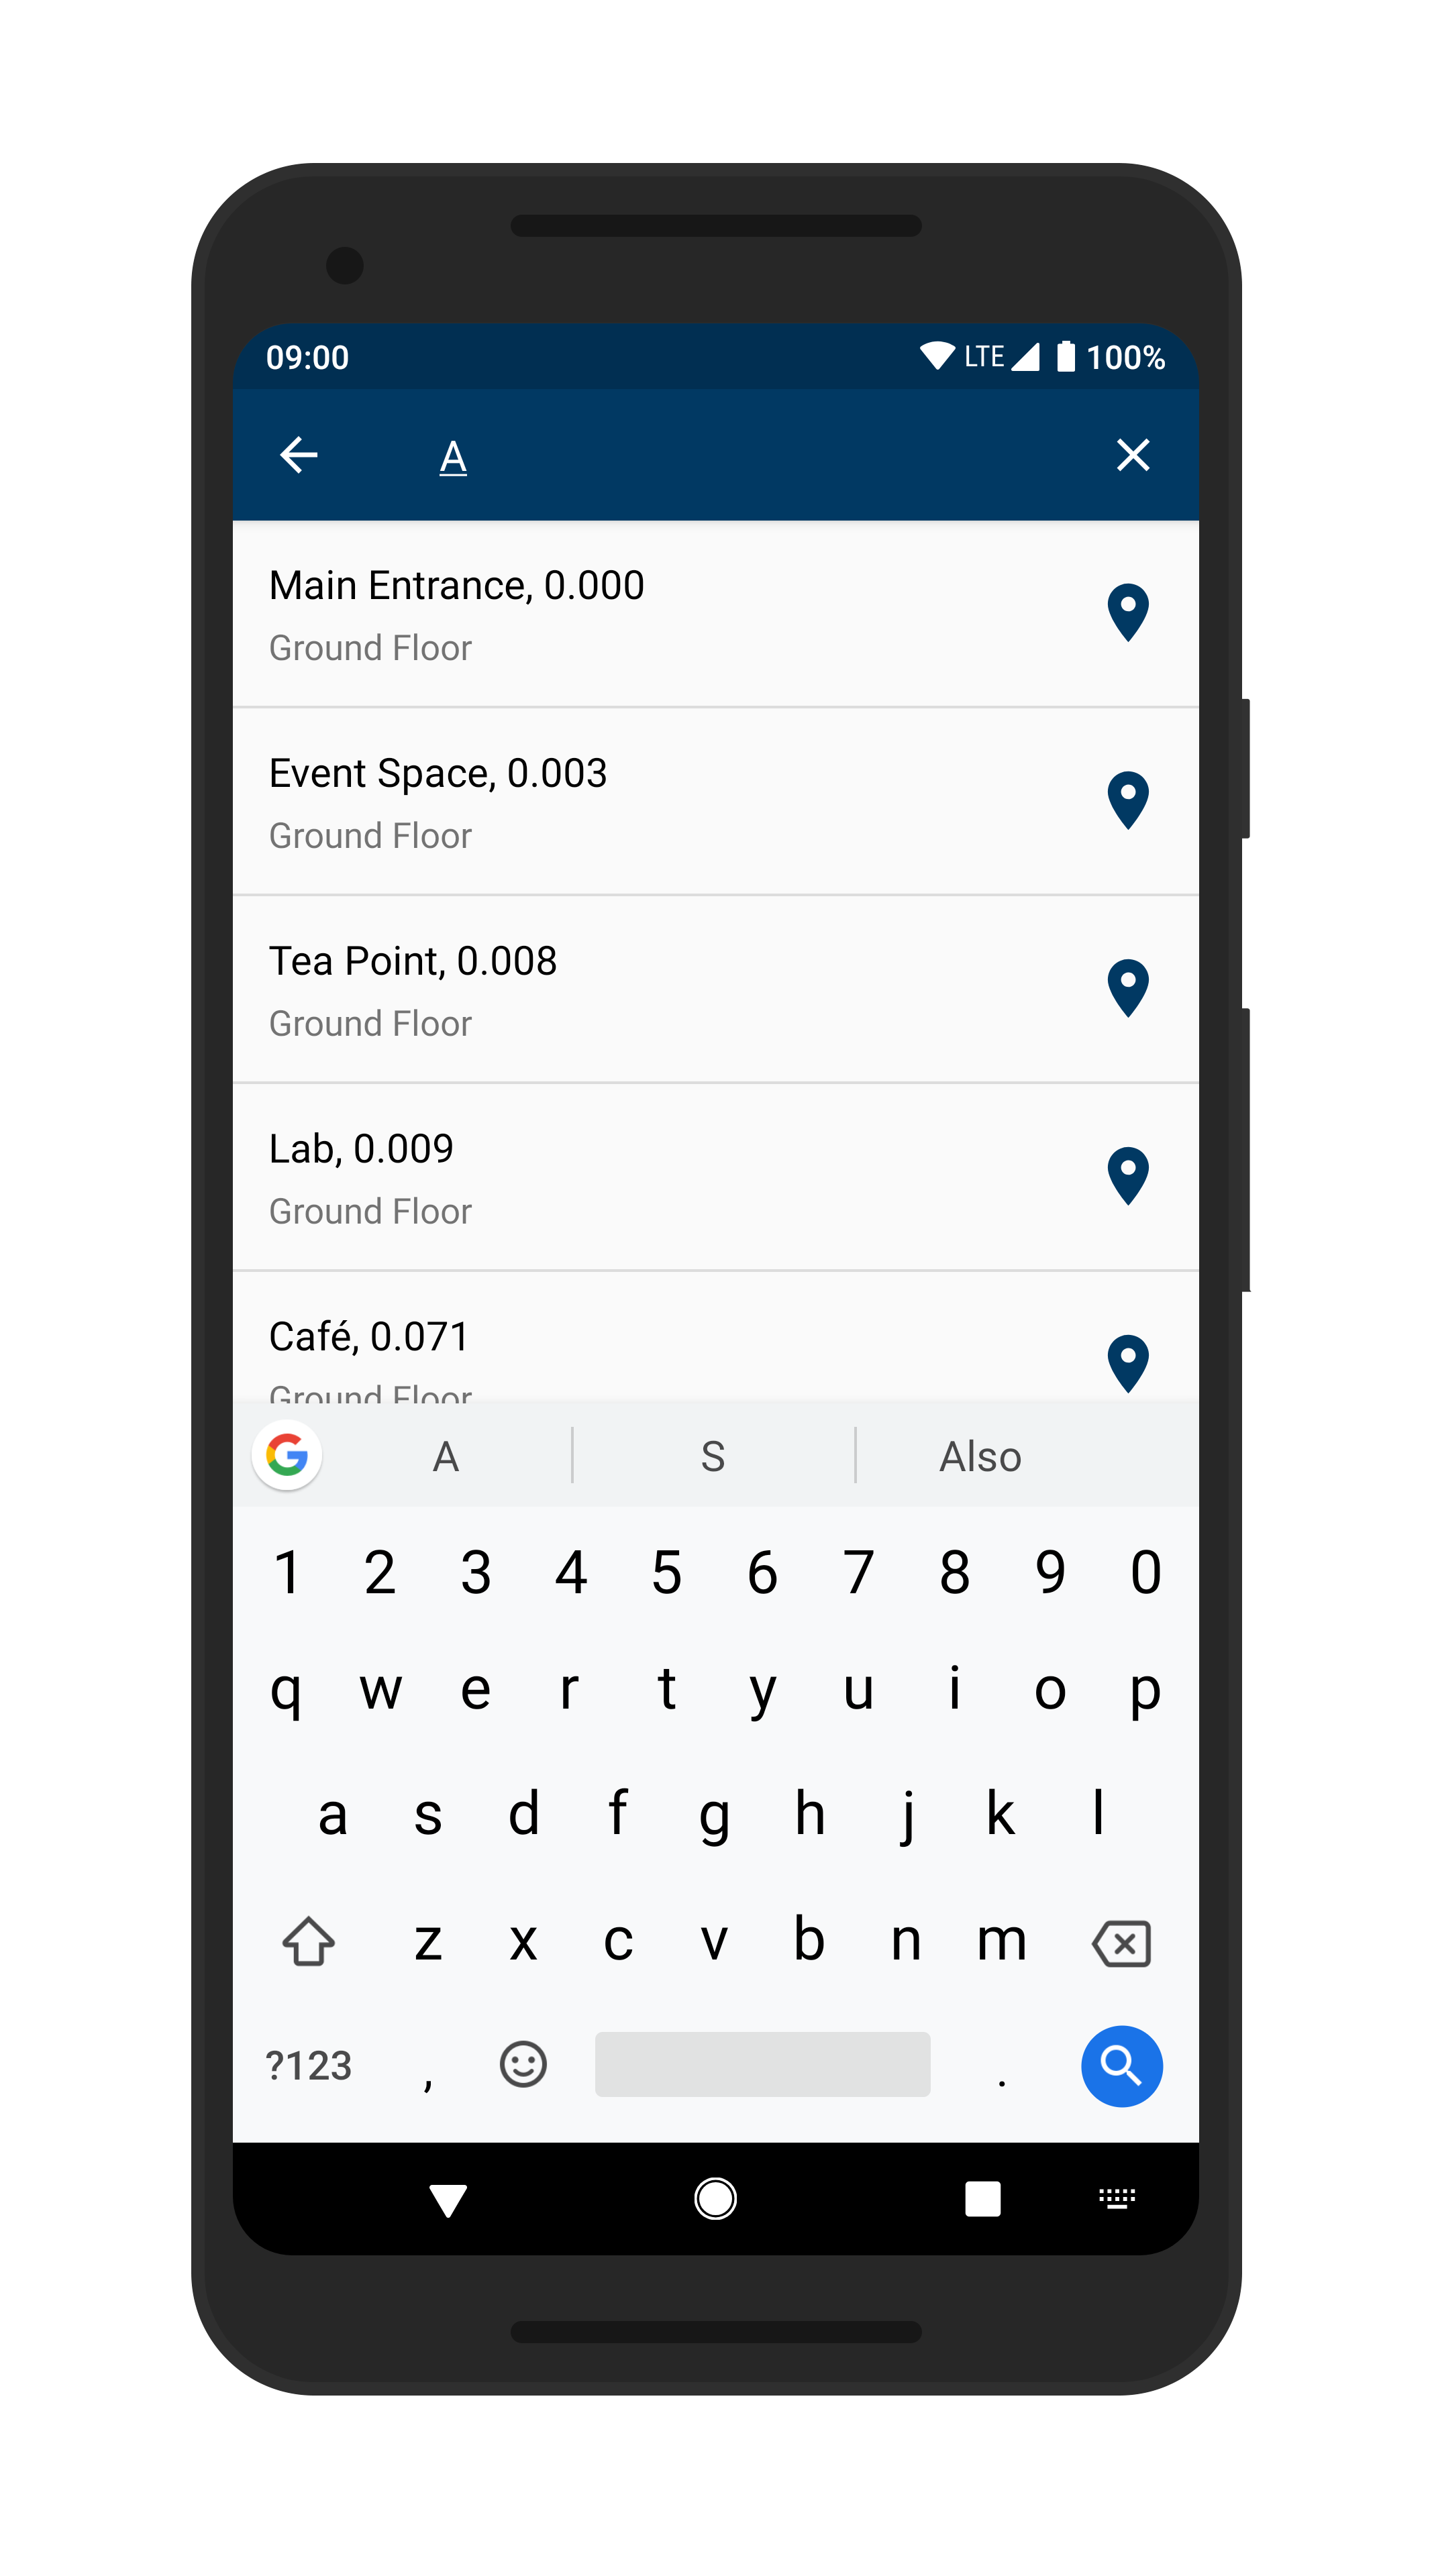 09:00 LTE 100%
A
Main Entrance, 0.000
Ground Floor
Event Space, 0.003
Ground Floor
Tea Point, 0.008
Ground Floor
Lab, 0.009
Ground Floor
Café, 0.071
Ground Floor
G A S Also
1 2 3 4 5 6 7 8 9 0
q w e r t y u i o p
a s d f g h j k l
z x c v b n m
?123 , .